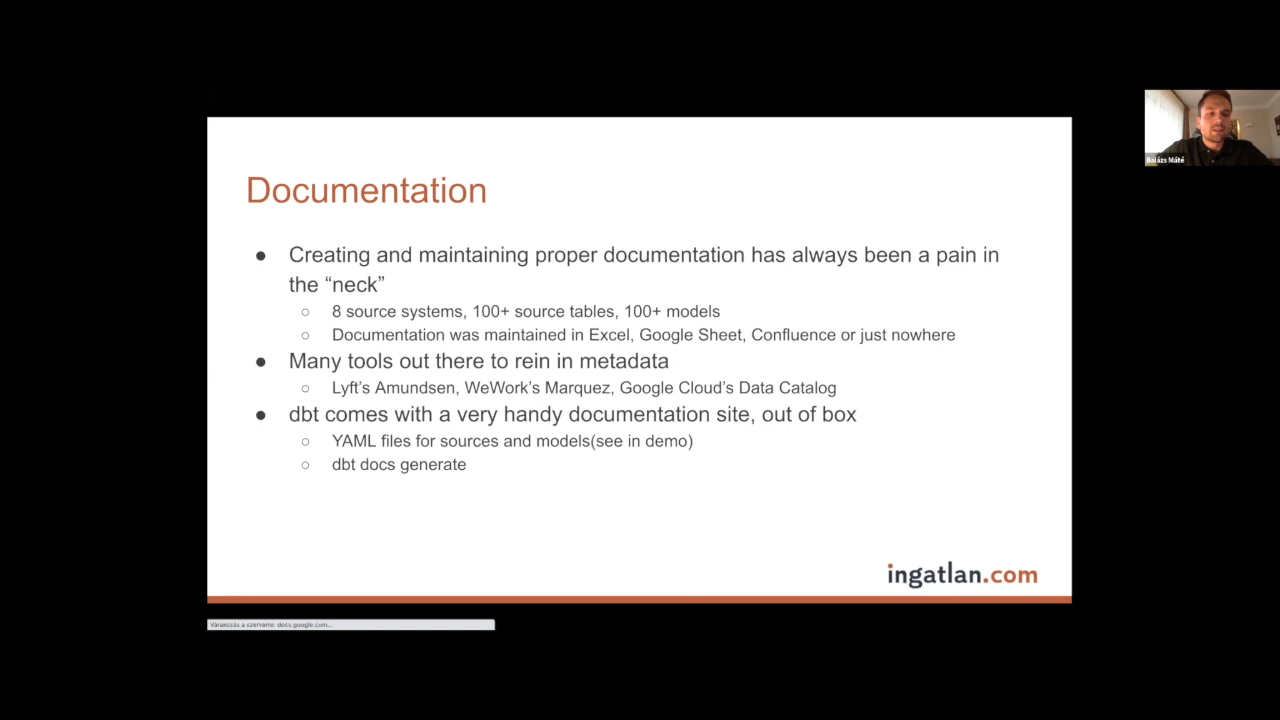 Documentation
● Creating and maintaining proper documentation has always been a pain in
the “neck”
○ 8 source systems, 100+ source tables, 100+ models
○ Documentation was maintained in Excel, Google Sheet, Confluence or just nowhere
● Many tools out there to rein in metadata
○ Lyft’s Amundsen, WeWork’s Marquez, Google Cloud’s Data Catalog
● dbt comes with a very handy documentation site, out of box
○ YAML files for sources and models(see in demo)
○ dbt docs generate
ingatlan.com
Várakozás a szerverre: docs.google.com...
Balázs Máté